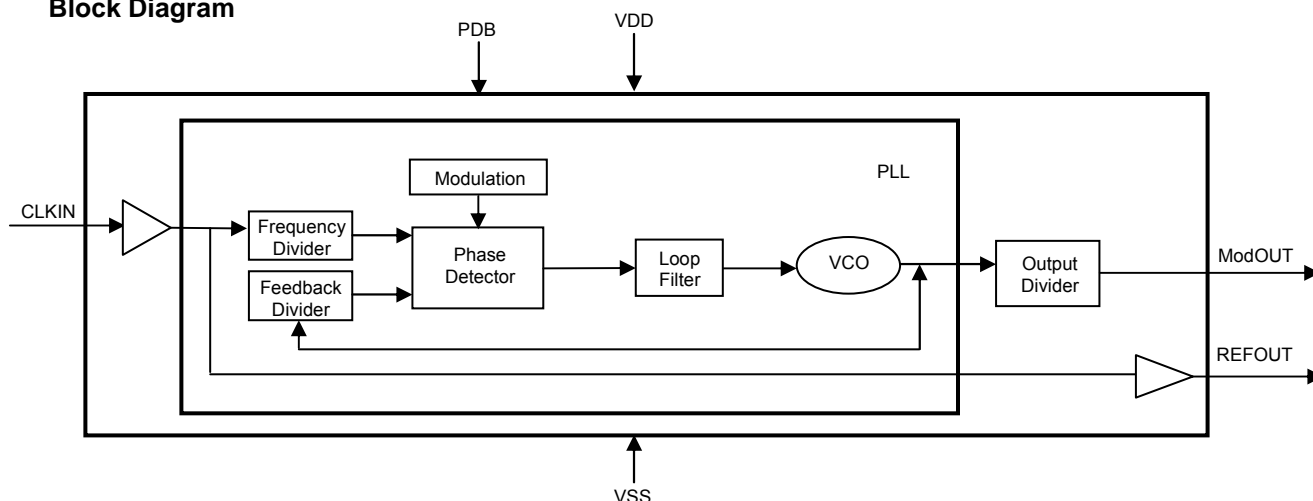 Block Diagram
PDB
VDD
PLL
Modulation
CLKIN
Frequency
Divider
Phase
Detector
Feedback
Divider
Loop
Filter
VCO
Output
Divider
ModOUT
REFOUT
VSS